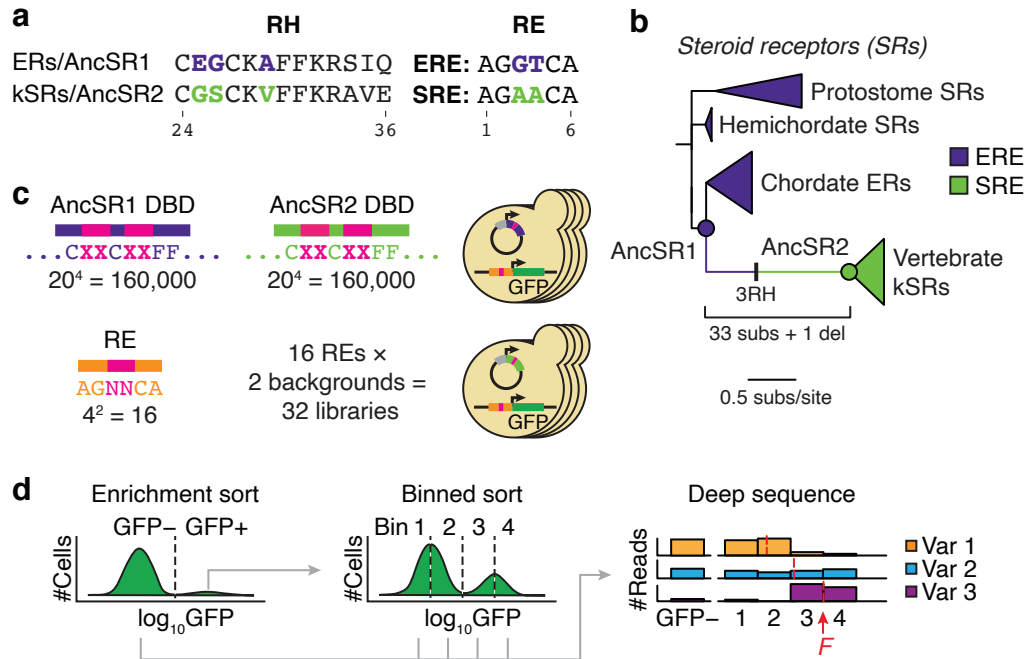 a
RH RE
ERs/AncSR1 CEGCKAFFKRSIQ ERE: AGGTCA
kSRs/AncSR2 CGSCKVFFKRAVE SRE: AGAACA
24 36 1 6
b
Steroid receptors (SRs)
Protostome SRs
Hemichordate SRs
ERE
SRE
Chordate ERs
AncSR1 AncSR2
Vertebrate
kSRs
3RH
33 subs + 1 del
0.5 subs/site
c
AncSR1 DBD AncSR2 DBD
...CXXCXXFF... ...CXXCXXFF...
20⁴ = 160,000 20⁴ = 160,000
GFP
RE
AGNNCA
4² = 16
16 REs ×
2 backgrounds =
32 libraries
GFP
d
Enrichment sort Binned sort Deep sequence
GFP− GFP+ Bin 1 2 3 4
#Cells #Cells #Reads
Var 1
Var 2
Var 3
log₁₀GFP log₁₀GFP GFP− 1 2 3 4
F